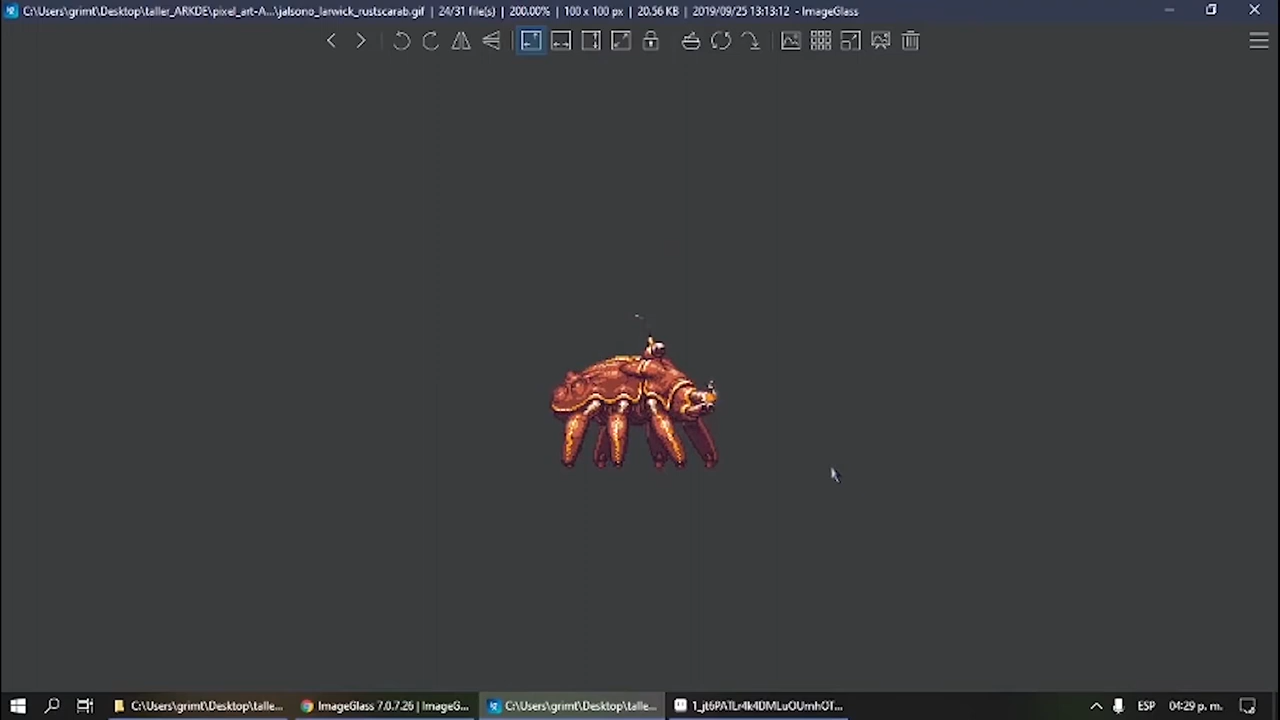 C:\Users\grimt\Desktop\taller_ARKDE\pixel_art-A...\jalsono_larwick_rustscarab.gif | 24/31 file(s) | 200.00% | 100 x 100 px | 20.56 KB | 2019/09/25 13:13:12 - ImageGlass
C:\Users\grimt\Desktop\talle...
ImageGlass 7.0.7.26 | ImageG...
C:\Users\grimt\Desktop\talle...
1_jt6PATLr4k4DMLuOUmhOT...
ESP
04:29 p. m.